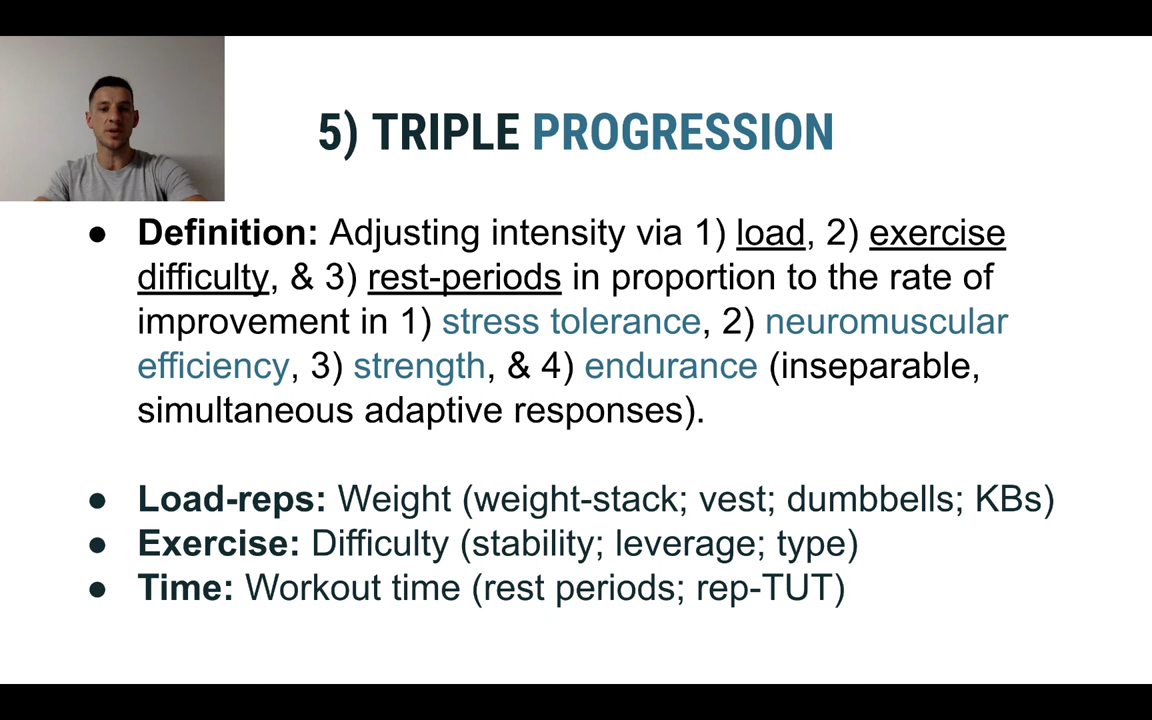 5) TRIPLE PROGRESSION
● Definition: Adjusting intensity via 1) load, 2) exercise
difficulty, & 3) rest-periods in proportion to the rate of
improvement in 1) stress tolerance, 2) neuromuscular
efficiency, 3) strength, & 4) endurance (inseparable,
simultaneous adaptive responses).
● Load-reps: Weight (weight-stack; vest; dumbbells; KBs)
● Exercise: Difficulty (stability; leverage; type)
● Time: Workout time (rest periods; rep-TUT)